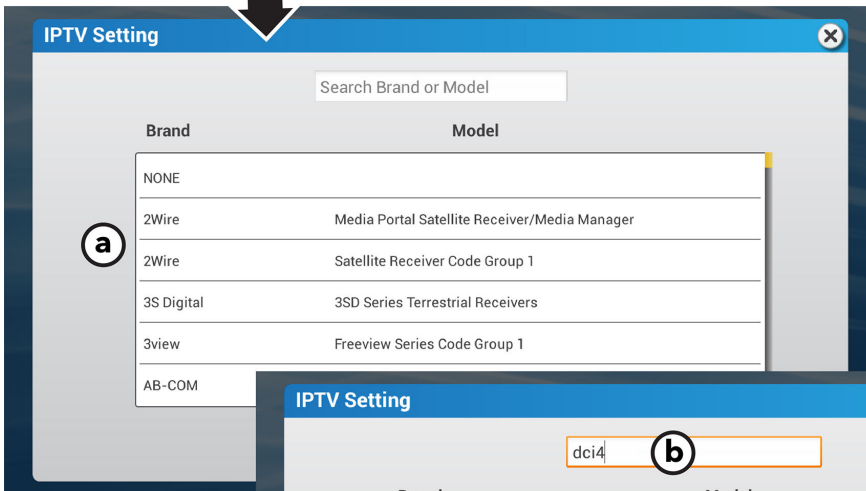 IPTV Setting
Search Brand or Model
Brand Model
NONE
2Wire Media Portal Satellite Receiver/Media Manager
2Wire Satellite Receiver Code Group 1
3S Digital 3SD Series Terrestrial Receivers
3view Freeview Series Code Group 1
AB-COM
a
IPTV Setting
dci4
b